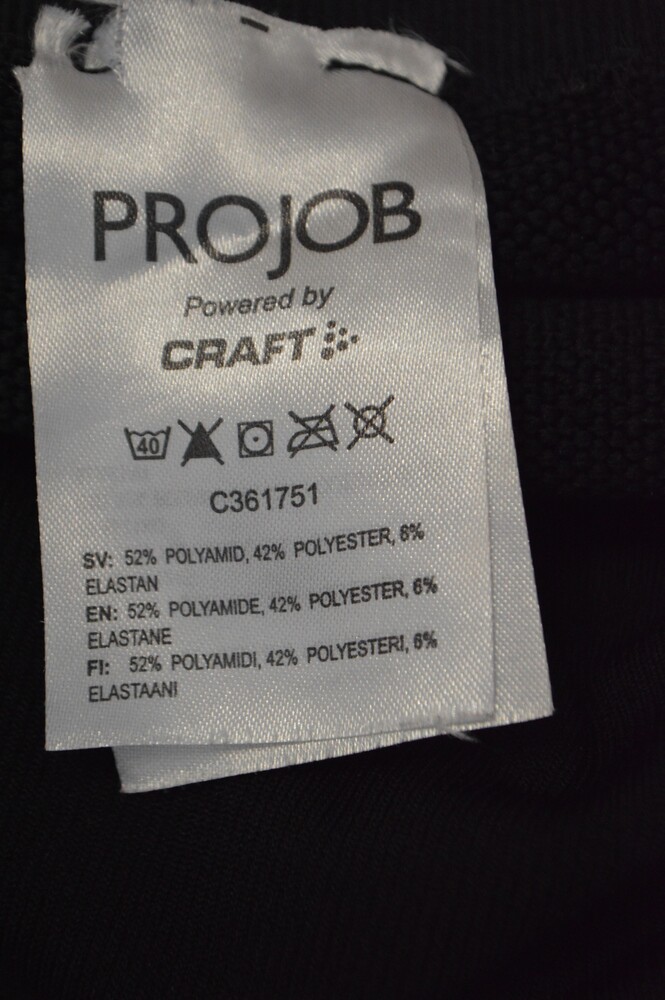 PROJOB
Powered by
CRAFT
40
C361751
SV: 52% POLYAMID, 42% POLYESTER, 6%
ELASTAN
EN: 52% POLYAMIDE, 42% POLYESTER, 6%
ELASTANE
FI: 52% POLYAMIDI, 42% POLYESTERI, 6%
ELASTAANI